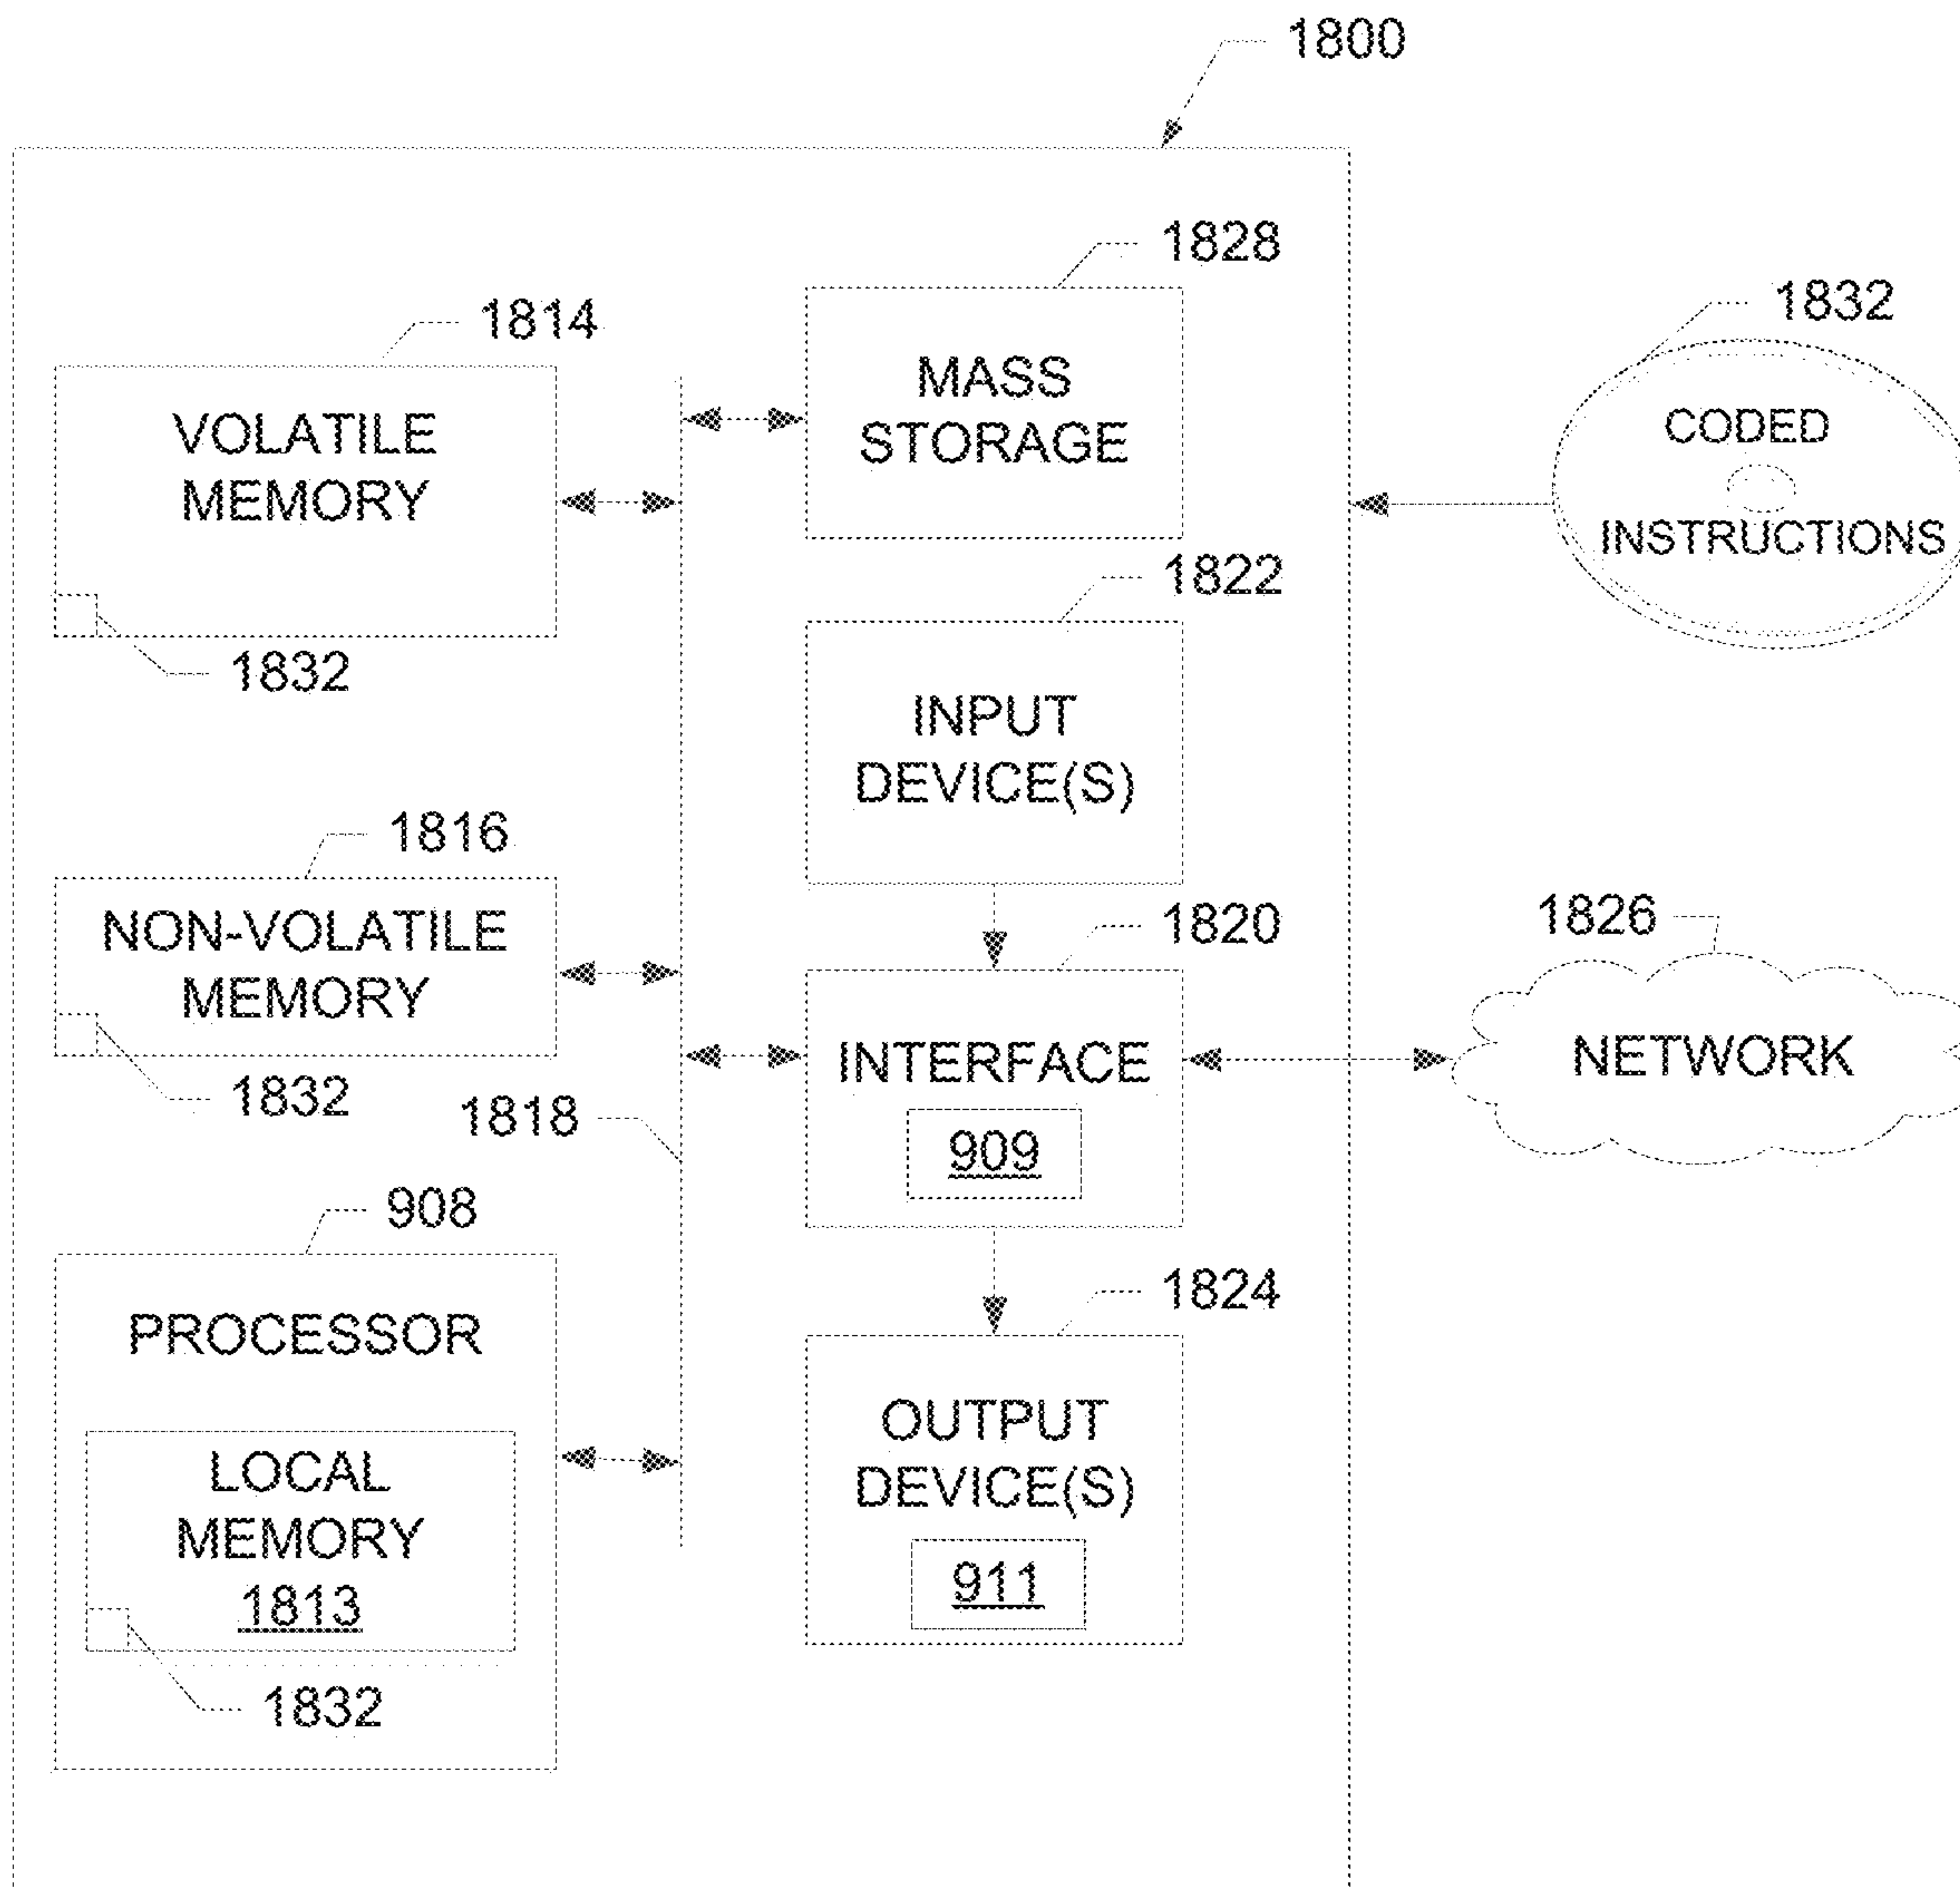 1800
1828
1814
1832
MASS
STORAGE
VOLATILE
MEMORY
CODED
INSTRUCTIONS
1822
1832
INPUT
DEVICE(S)
1816
1820
1826
NON-VOLATILE
MEMORY
INTERFACE
NETWORK
1832
1818
909
908
1824
PROCESSOR
OUTPUT
DEVICE(S)
LOCAL
MEMORY
1813
911
1832